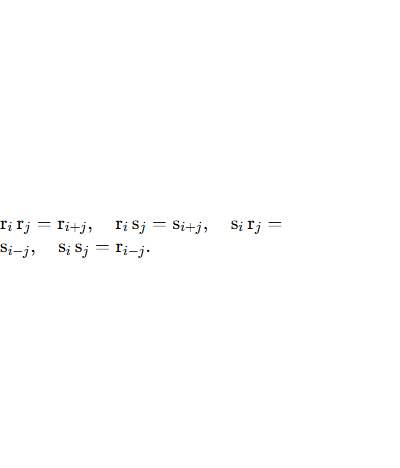 r_i r_j = r_{i+j}, r_i s_j = s_{i+j}, s_i r_j =
s_{i−j}, s_i s_j = r_{i−j}.